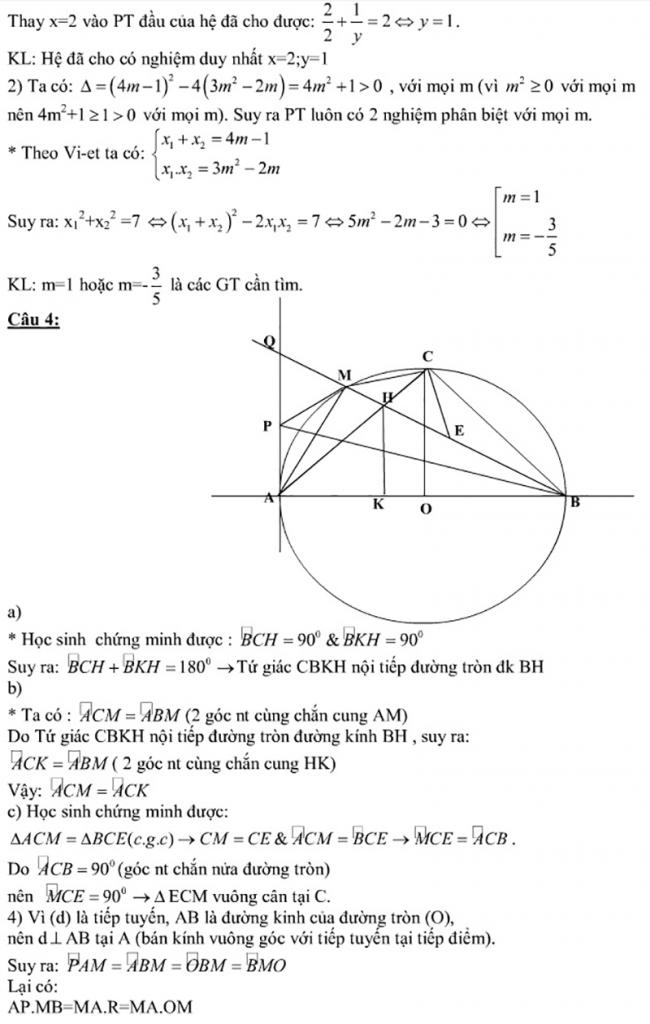 Thay x=2 vào PT đầu của hệ đã cho được: 2/2 + 1/y = 2 ⇔ y = 1.
KL: Hệ đã cho có nghiệm duy nhất x=2;y=1
2) Ta có: Δ = (4m−1)² − 4(3m² − 2m) = 4m² + 1 > 0 , với mọi m (vì m² ≥ 0 với mọi m
nên 4m²+1 ≥ 1 > 0 với mọi m). Suy ra PT luôn có 2 nghiệm phân biệt với mọi m.
* Theo Vi-et ta có: { x₁ + x₂ = 4m − 1
x₁.x₂ = 3m² − 2m
Suy ra: x₁²+x₂² =7 ⇔ (x₁ + x₂)² − 2x₁x₂ = 7 ⇔ 5m² − 2m − 3 = 0 ⇔ [ m = 1
m = −3/5
KL: m=1 hoặc m=-3/5 là các GT cần tìm.
Câu 4:
Q
C
M
H
P
E
A
K
O
B
a)
* Học sinh chứng minh được : BCH = 90⁰ & BKH = 90⁰
Suy ra: BCH + BKH = 180⁰ → Tứ giác CBKH nội tiếp đường tròn đk BH
b)
* Ta có : ACM = ABM (2 góc nt cùng chắn cung AM)
Do Tứ giác CBKH nội tiếp đường tròn đường kính BH , suy ra:
ACK = ABM ( 2 góc nt cùng chắn cung HK)
Vậy: ACM = ACK
c) Học sinh chứng minh được:
ΔACM = ΔBCE(c.g.c) → CM = CE & ACM = BCE → MCE = ACB .
Do ACB = 90⁰ (góc nt chắn nửa đường tròn)
nên MCE = 90⁰ → Δ ECM vuông cân tại C.
4) Vì (d) là tiếp tuyến, AB là đường kinh của đường tròn (O),
nên d ⊥ AB tại A (bán kính vuông góc với tiếp tuyến tại tiếp điểm).
Suy ra: PAM = ABM = OBM = BMO
Lại có:
AP.MB=MA.R=MA.OM